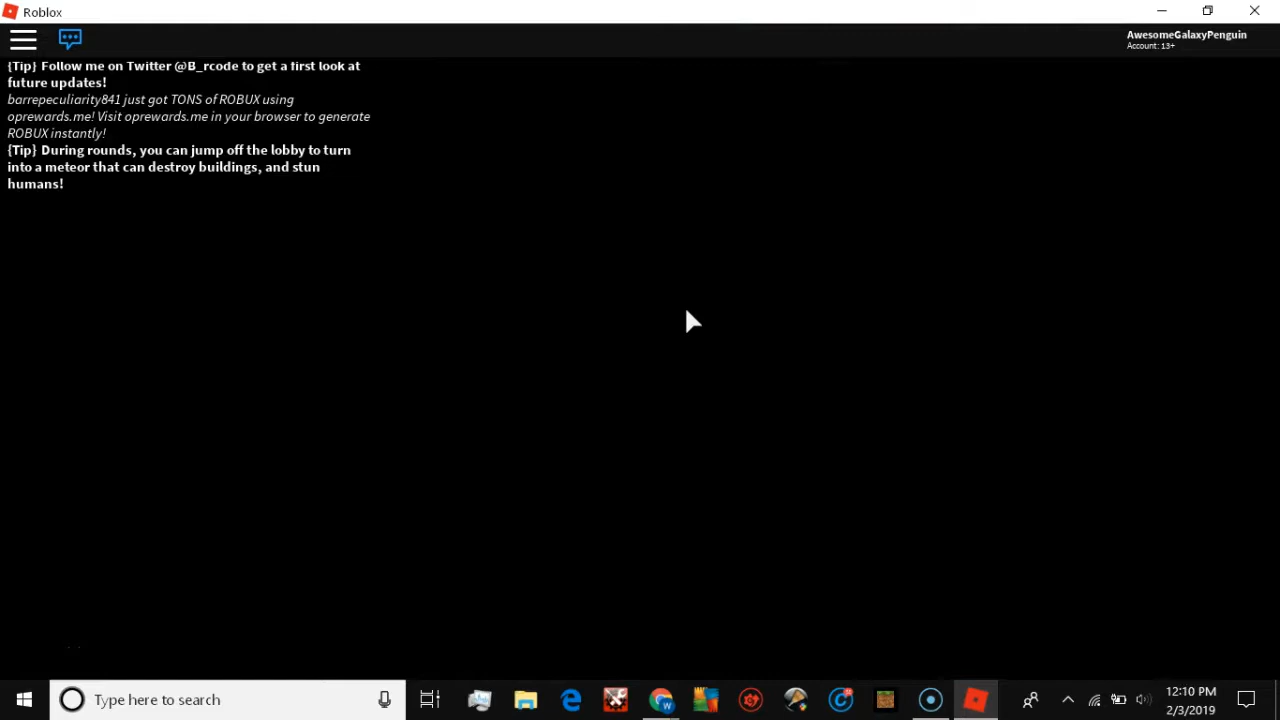 Roblox
AwesomeGalaxyPenguin
Account: 13+
{Tip} Follow me on Twitter @B_rcode to get a first look at
future updates!
barrepeculiarity841 just got TONS of ROBUX using
oprewards.me! Visit oprewards.me in your browser to generate
ROBUX instantly!
{Tip} During rounds, you can jump off the lobby to turn
into a meteor that can destroy buildings, and stun
humans!
Type here to search
12:10 PM
2/3/2019